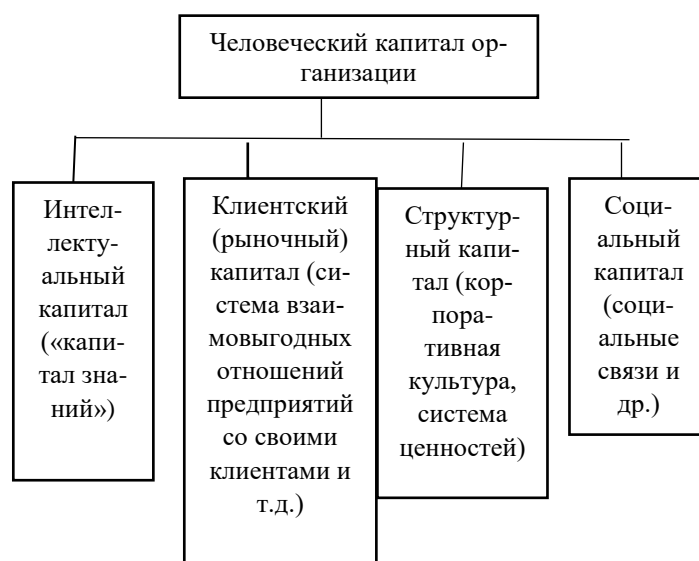 Человеческий капитал ор-
ганизации
Интел-
лекту-
альный
капитал
(«капи-
тал зна-
ний»)
Клиентский
(рыночный)
капитал (си-
стема взаи-
мовыгодных
отношений
предприятий
со своими
клиентами и
т.д.)
Структур-
ный капи-
тал (кор-
пора-
тивная
культура,
система
ценностей)
Соци-
альный
капитал
(соци-
альные
связи и
др.)